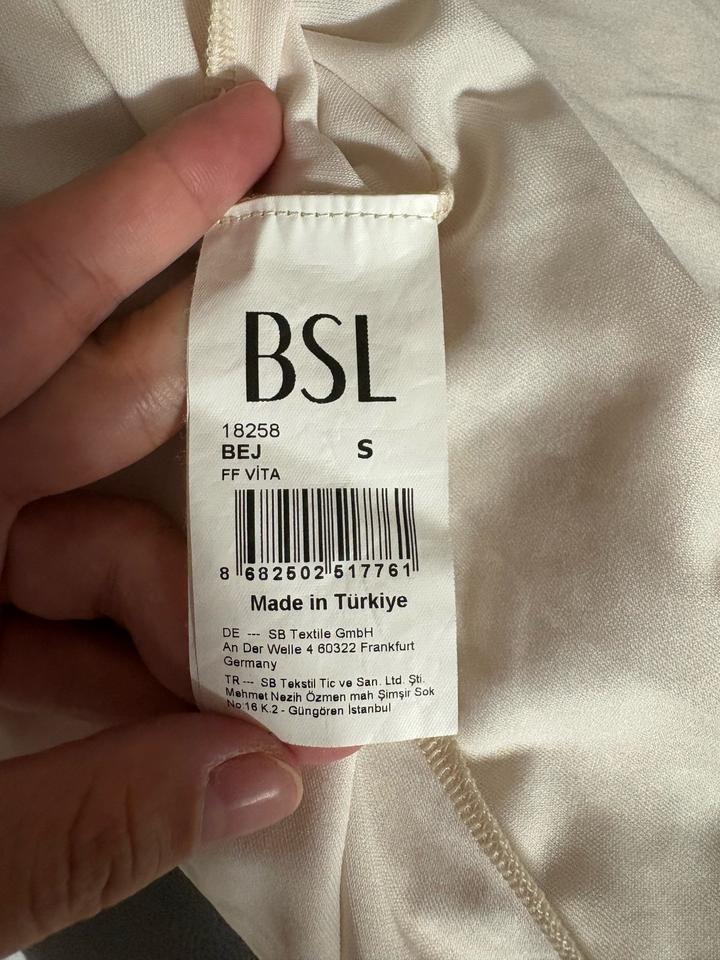 BSL
18258
BEJ S
FF VİTA
8 682502 517761
Made in Türkiye
DE --- SB Textile GmbH
An Der Welle 4 60322 Frankfurt
Germany
TR --- SB Tekstil Tic ve San. Ltd. Şti.
Mehmet Nezih Özmen mah Şimşir Sok
No:16 K.2 - Güngören İstanbul